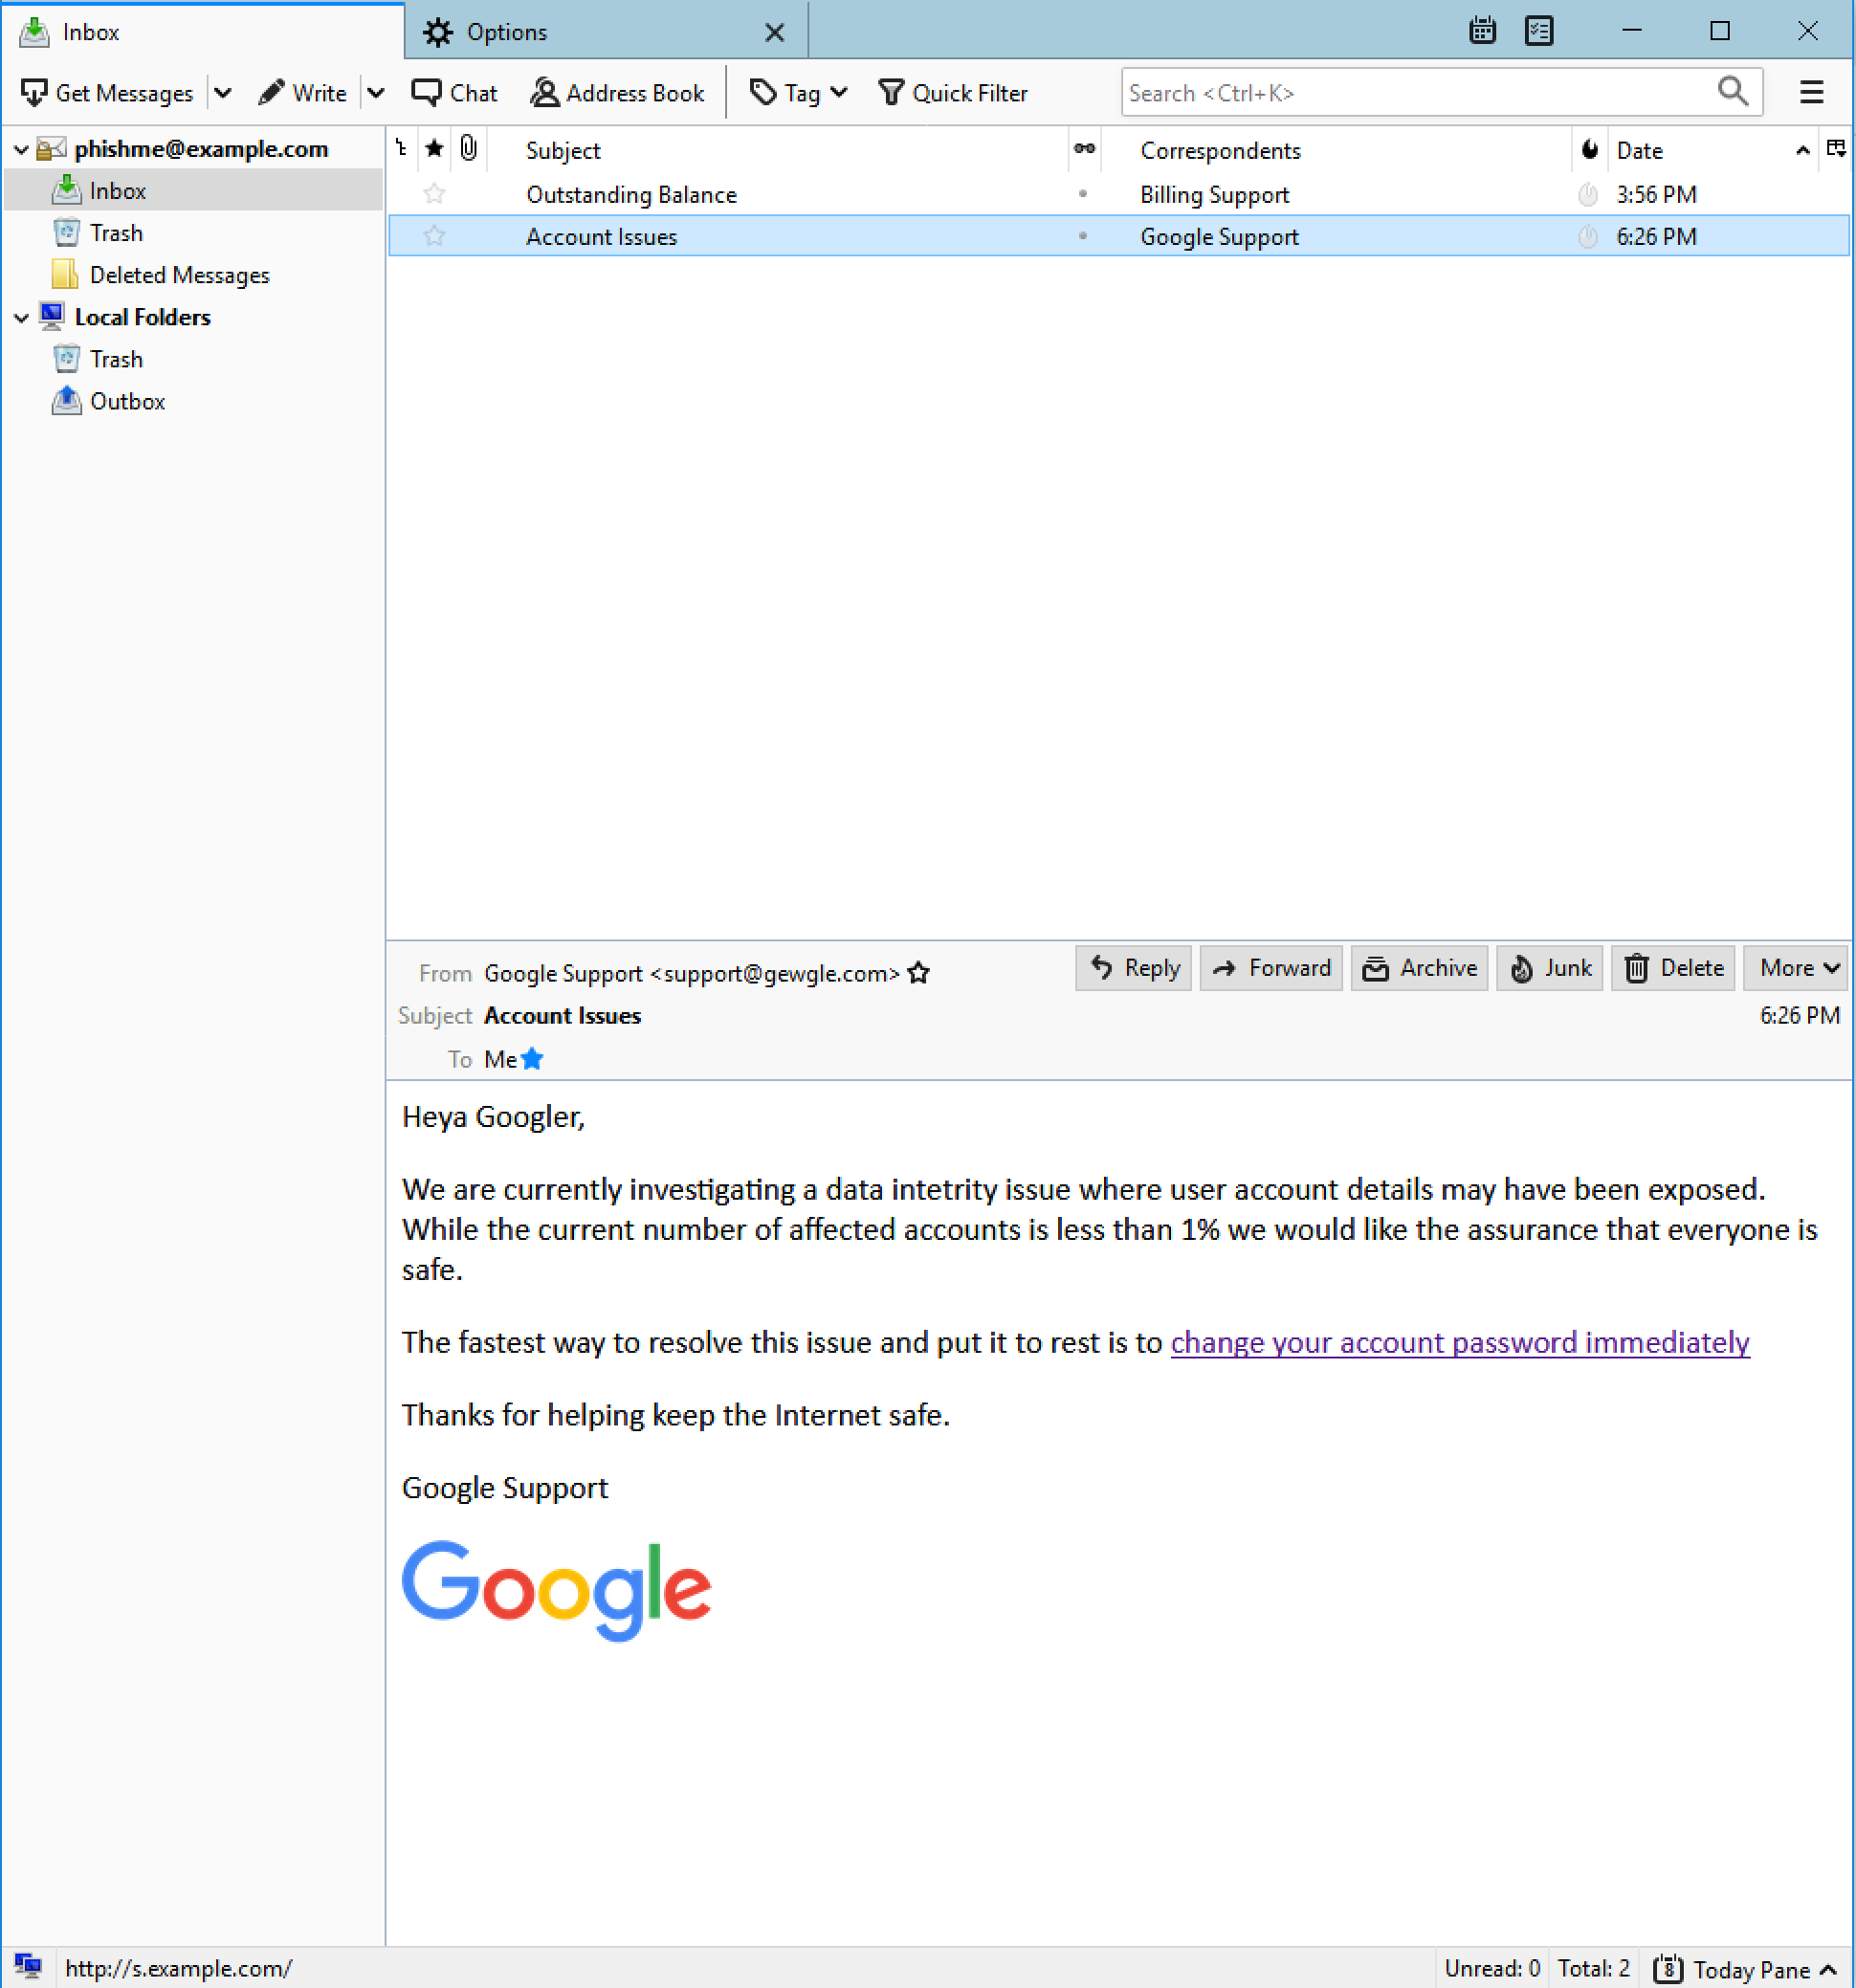 Inbox
Options
Get Messages
Write
Chat
Address Book
Tag
Quick Filter
Search <Ctrl+K>
phishme@example.com
Inbox
Trash
Deleted Messages
Local Folders
Trash
Outbox
Subject Correspondents Date
Outstanding Balance Billing Support 3:56 PM
Account Issues Google Support 6:26 PM
From Google Support <support@gewgle.com>
Reply Forward Archive Junk Delete More
Subject Account Issues 6:26 PM
To Me
Heya Googler,
We are currently investigating a data intetrity issue where user account details may have been exposed.
While the current number of affected accounts is less than 1% we would like the assurance that everyone is
safe.
The fastest way to resolve this issue and put it to rest is to change your account password immediately
Thanks for helping keep the Internet safe.
Google Support
Google
http://s.example.com/ Unread: 0 Total: 2 8 Today Pane